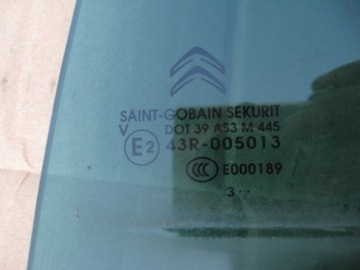 SAINT-GOBAIN SEKURIT
V DOT 39 AS3 M 445
E2 43R-005013
CCC E000189
3 ··